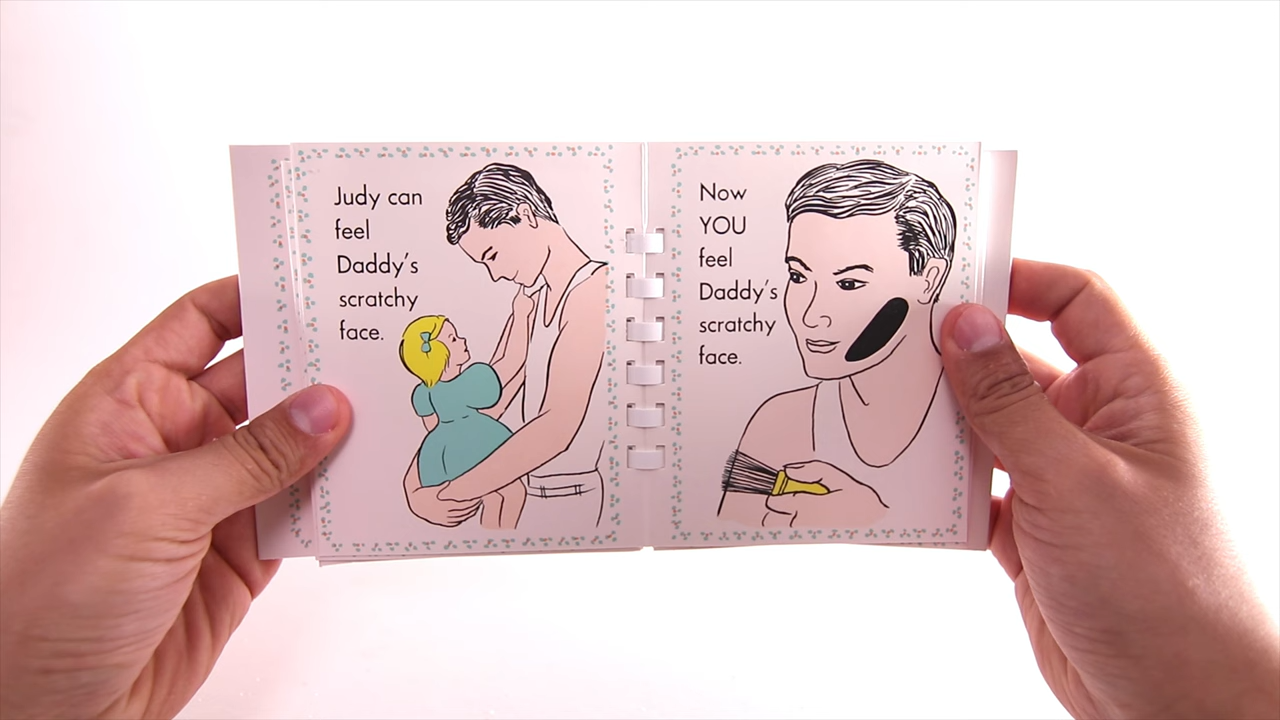 Judy can
feel
Daddy's
scratchy
face.
Now
YOU
feel
Daddy's
scratchy
face.